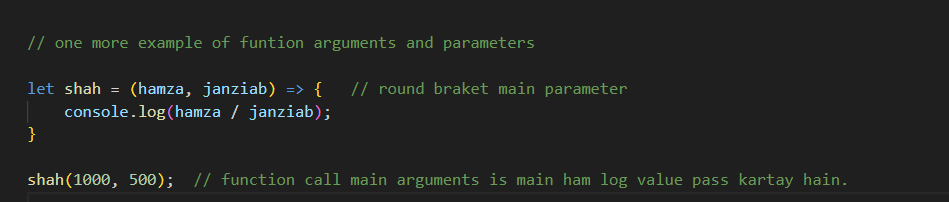 // one more example of funtion arguments and parameters
let shah = (hamza, janziab) => {   // round braket main parameter
    console.log(hamza / janziab);
}
shah(1000, 500);  // function call main arguments is main ham log value pass kartay hain.